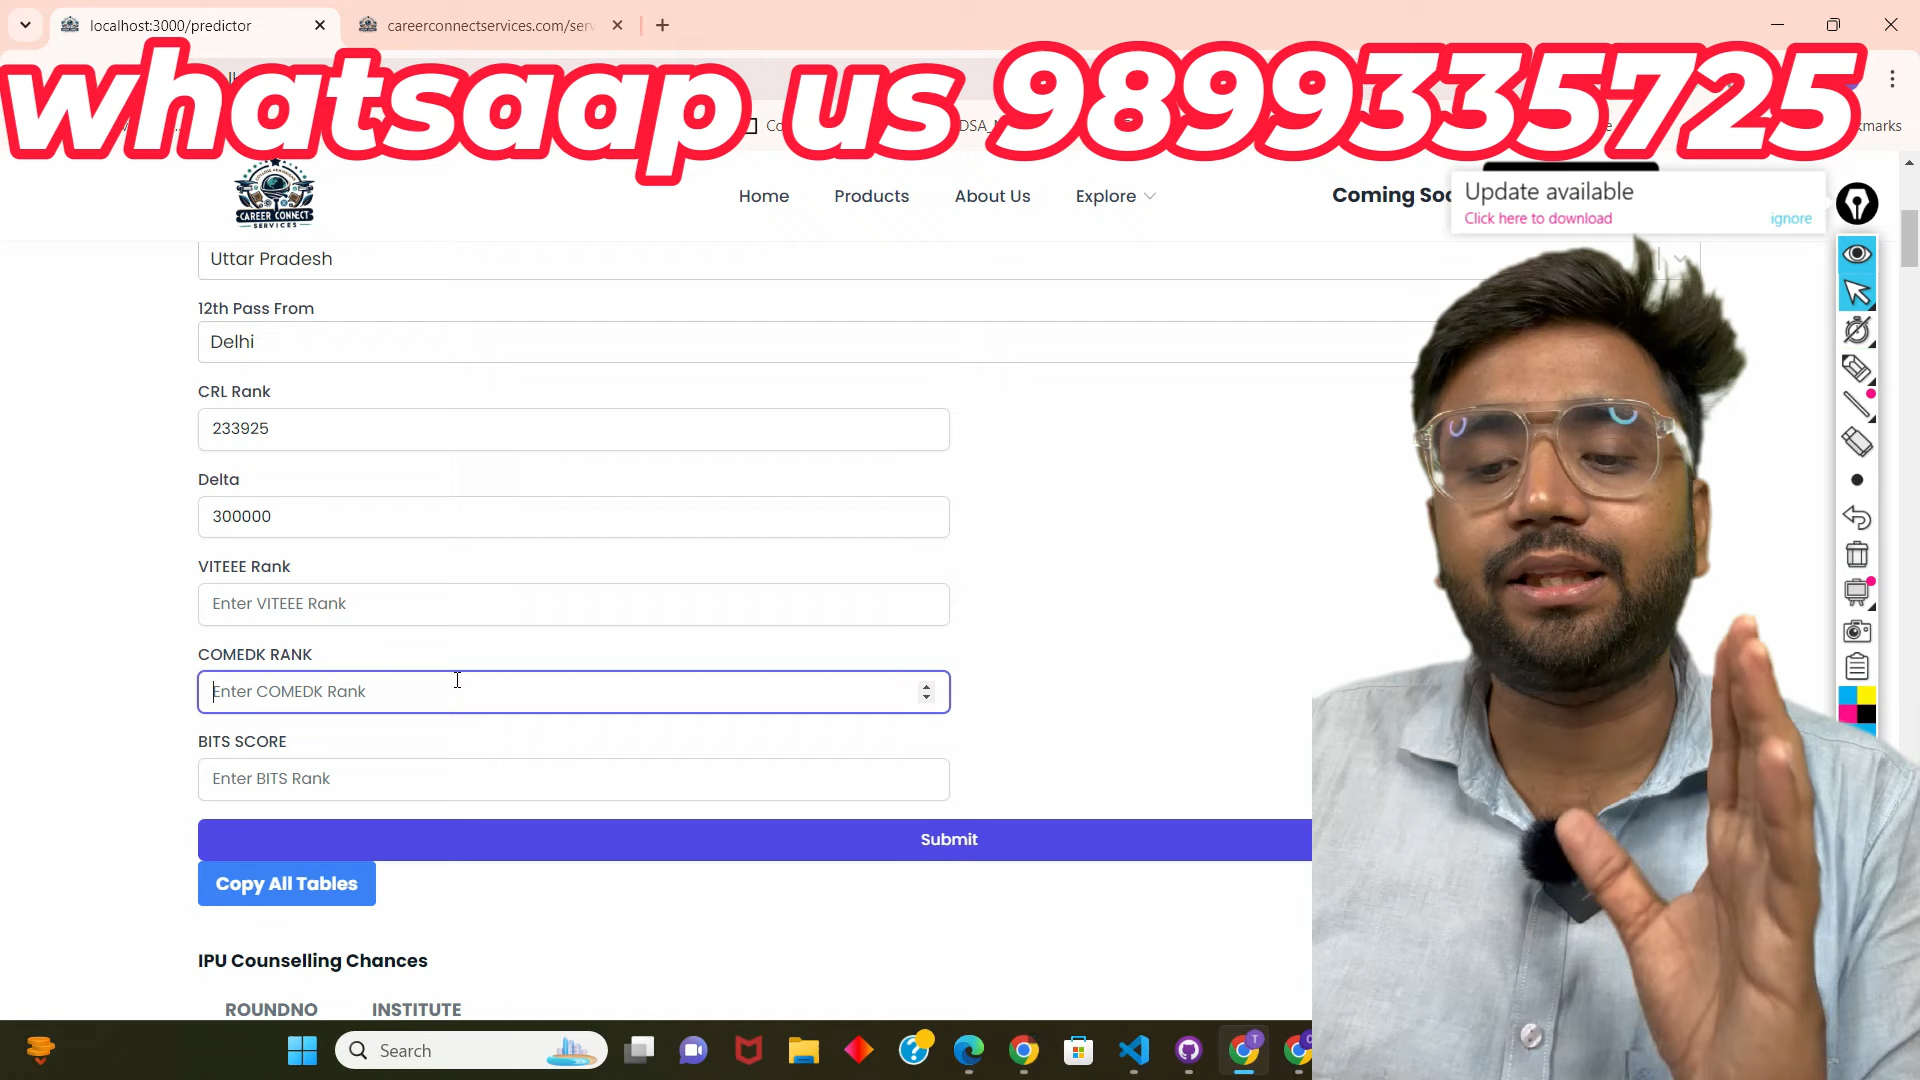 localhost:3000/predictor
careerconnectservices.com/serv
whatsaap us 9899335725
CAREER CONNECT
SERVICES
Home
Products
About Us
Explore
Coming Soo
Update available
Click here to download
ignore
Uttar Pradesh
12th Pass From
Delhi
CRL Rank
233925
Delta
300000
VITEEE Rank
Enter VITEEE Rank
COMEDK RANK
Enter COMEDK Rank
BITS SCORE
Enter BITS Rank
Submit
Copy All Tables
IPU Counselling Chances
ROUNDNO INSTITUTE
Search